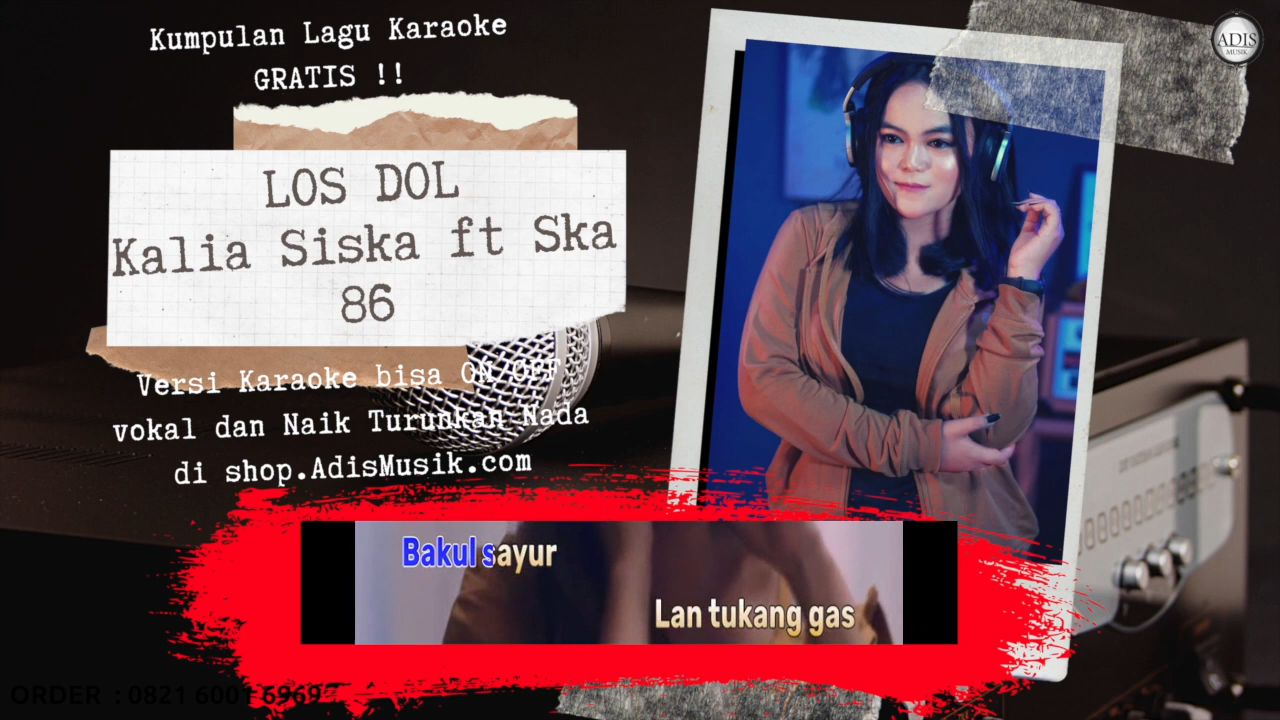 Kumpulan Lagu Karaoke
GRATIS !!
LOS DOL
Kalia Siska ft Ska
86
Versi Karaoke bisa ON OFF
vokal dan Naik Turunkan Nada
di shop.AdisMusik.com
ADIS
MUSIK
Bakul sayur
Lan tukang gas
ORDER : 0821 6001 6969